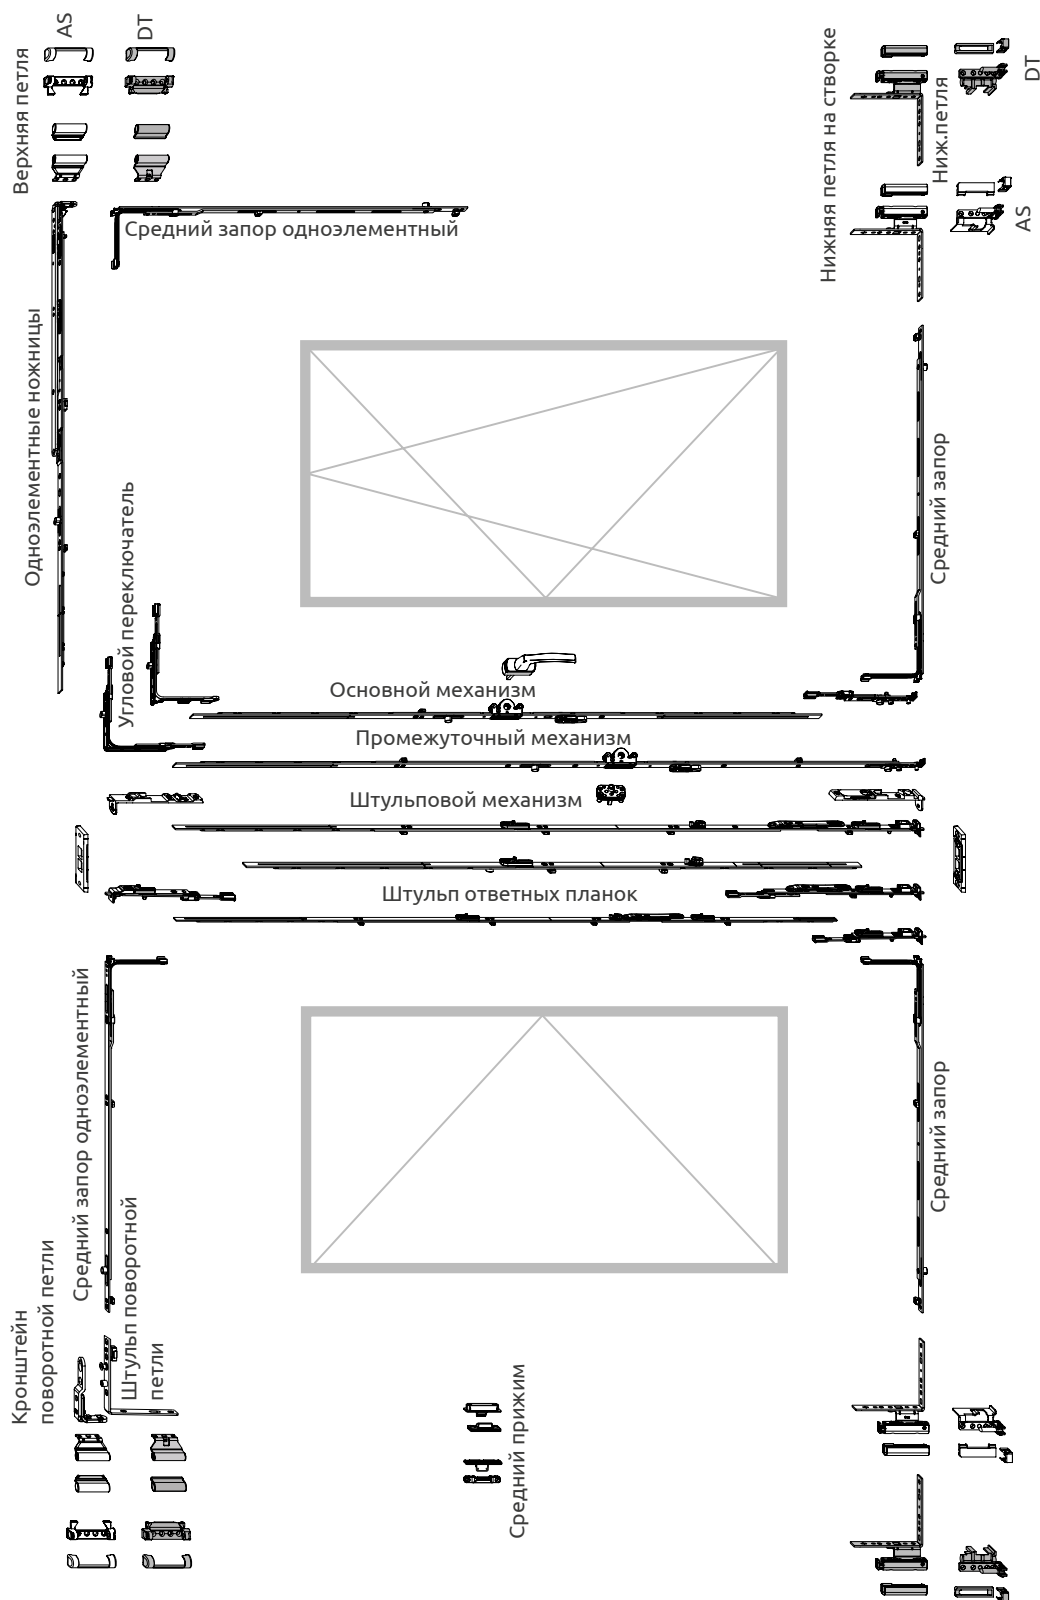 AS
DT
Верхняя петля
Нижняя петля на створке
DT
Ниж.петля
AS
Средний запор одноэлементный
Одноэлементные ножницы
Угловой переключатель
Средний запор
Основной механизм
Промежуточный механизм
Штульповой механизм
Штульп ответных планок
Средний запор одноэлементный
Средний запор
Штульп поворотной
петли
Кронштейн
поворотной петли
Средний прижим